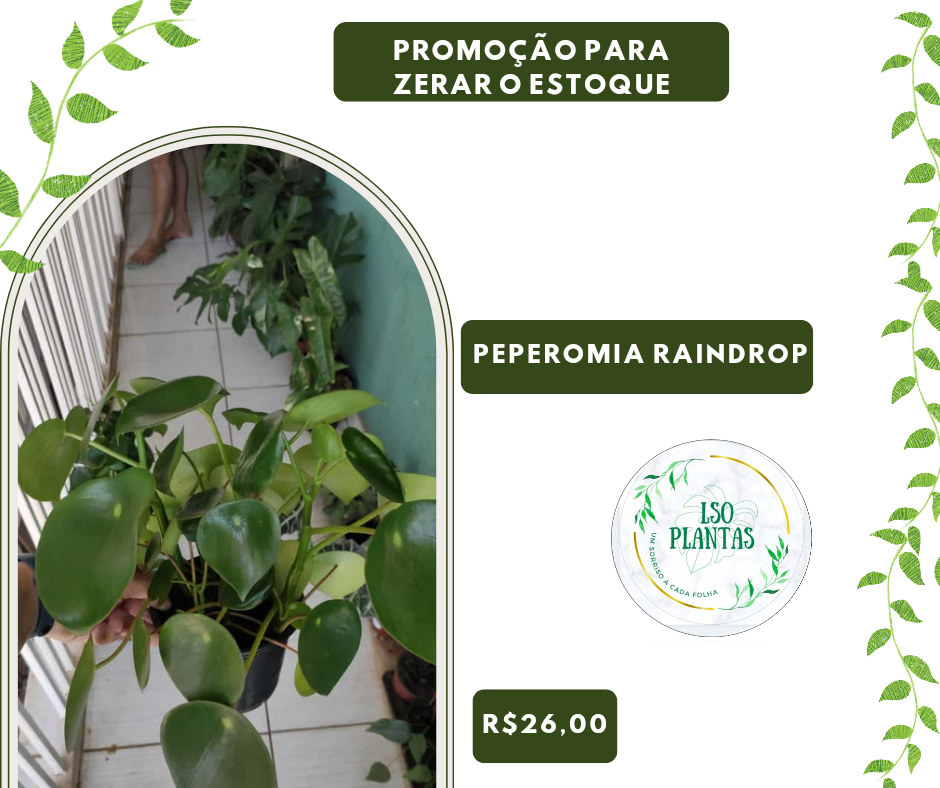 PROMOÇÃO PARA
ZERAR O ESTOQUE
PEPEROMIA RAINDROP
LSO
PLANTAS
UM SORRISO A CADA FOLHA
R$26,00